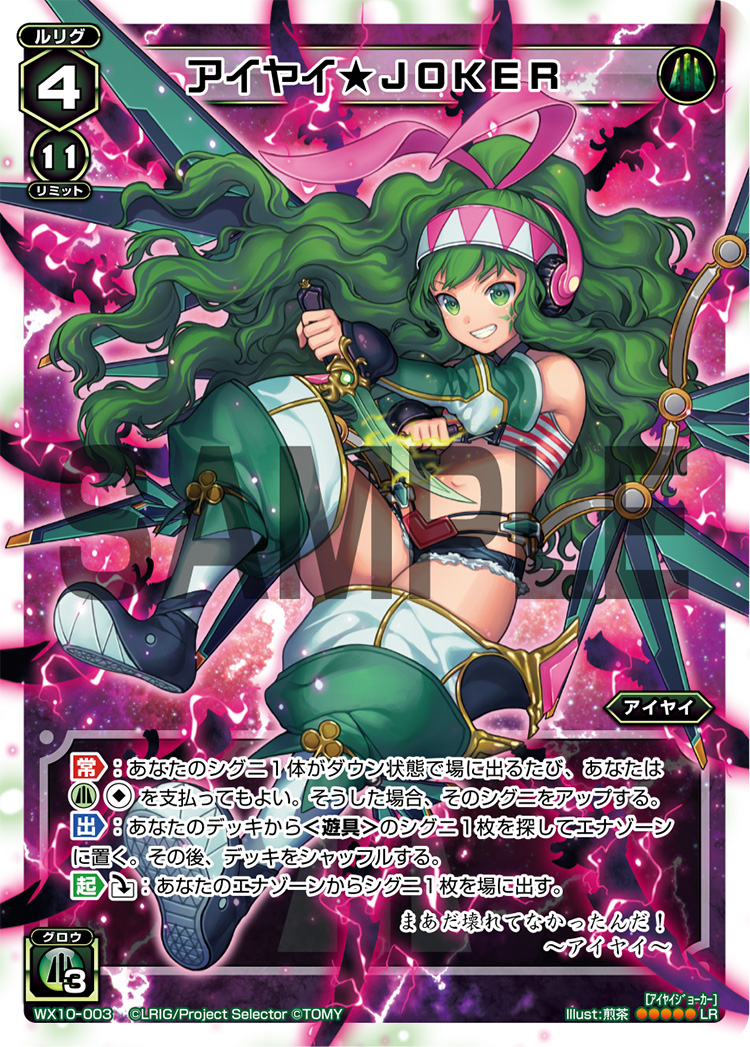 ルリグ
4
アイヤイ★JOKER
11
リミット
SAMPLE
アイヤイ
常：あなたのシグニ1体がダウン状態で場に出るたび、あなたは
を支払ってもよい。そうした場合、そのシグニをアップする。
出：あなたのデッキから＜遊具＞のシグニ1枚を探してエナゾーン
に置く。その後、デッキをシャッフルする。
起：あなたのエナゾーンからシグニ1枚を場に出す。
まあだ壊れてなかったんだ！
～アイヤイ～
グロウ
3
[アイヤイジョーカー]
WX10-003 ©LRIG/Project Selector ©TOMY Illust:煎茶 LR